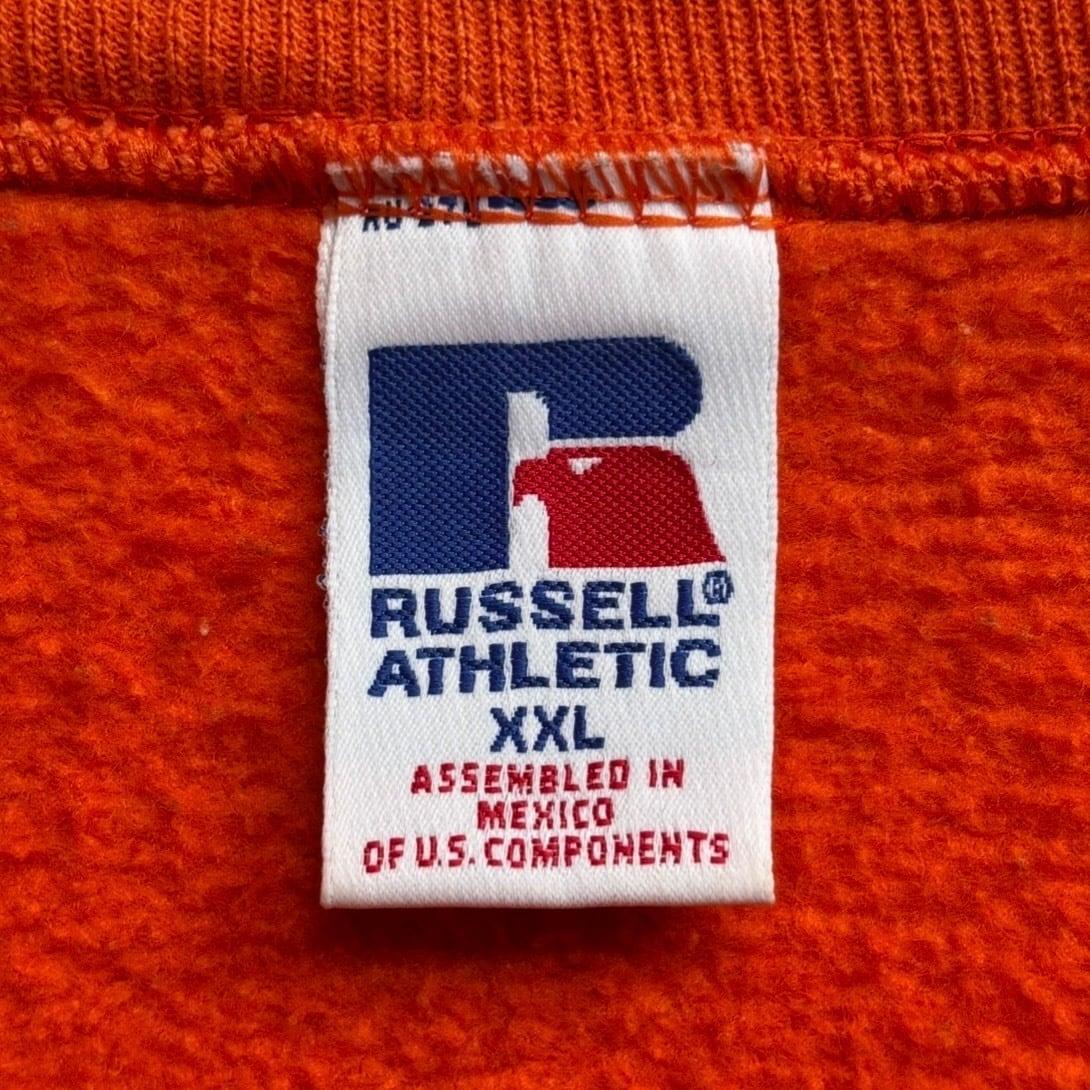 RUSSELL®
ATHLETIC
XXL
ASSEMBLED IN
MEXICO
OF U.S. COMPONENTS